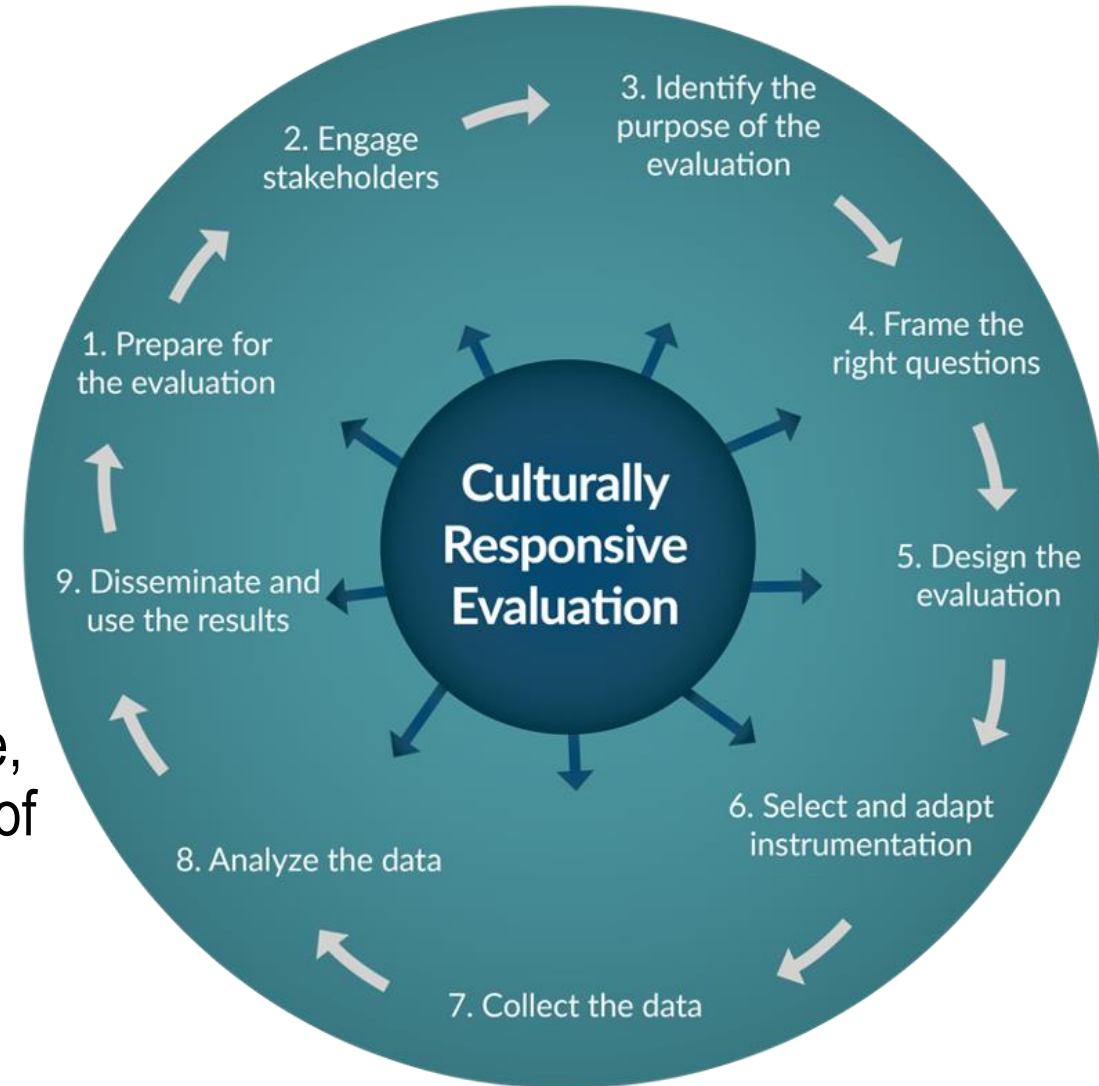 3. Identify the
purpose of the
evaluation
2. Engage
stakeholders
4. Frame the
right questions
1. Prepare for
the evaluation
Culturally
Responsive
Evaluation
5. Design the
evaluation
9. Disseminate and
use the results
e,
of
6. Select and adapt
instrumentation
8. Analyze the data
7. Collect the data